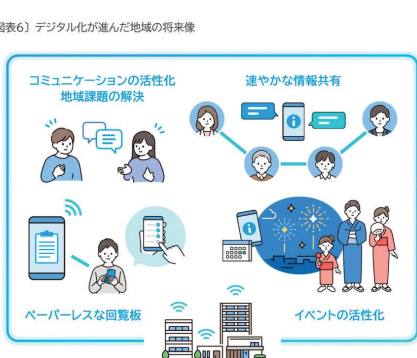 図表6〕デジタル化が進んだ地域の将来像
コミュニケーションの活性化
地域課題の解決
速やかな情報共有
ペーパーレスな回覧板
イベントの活性化